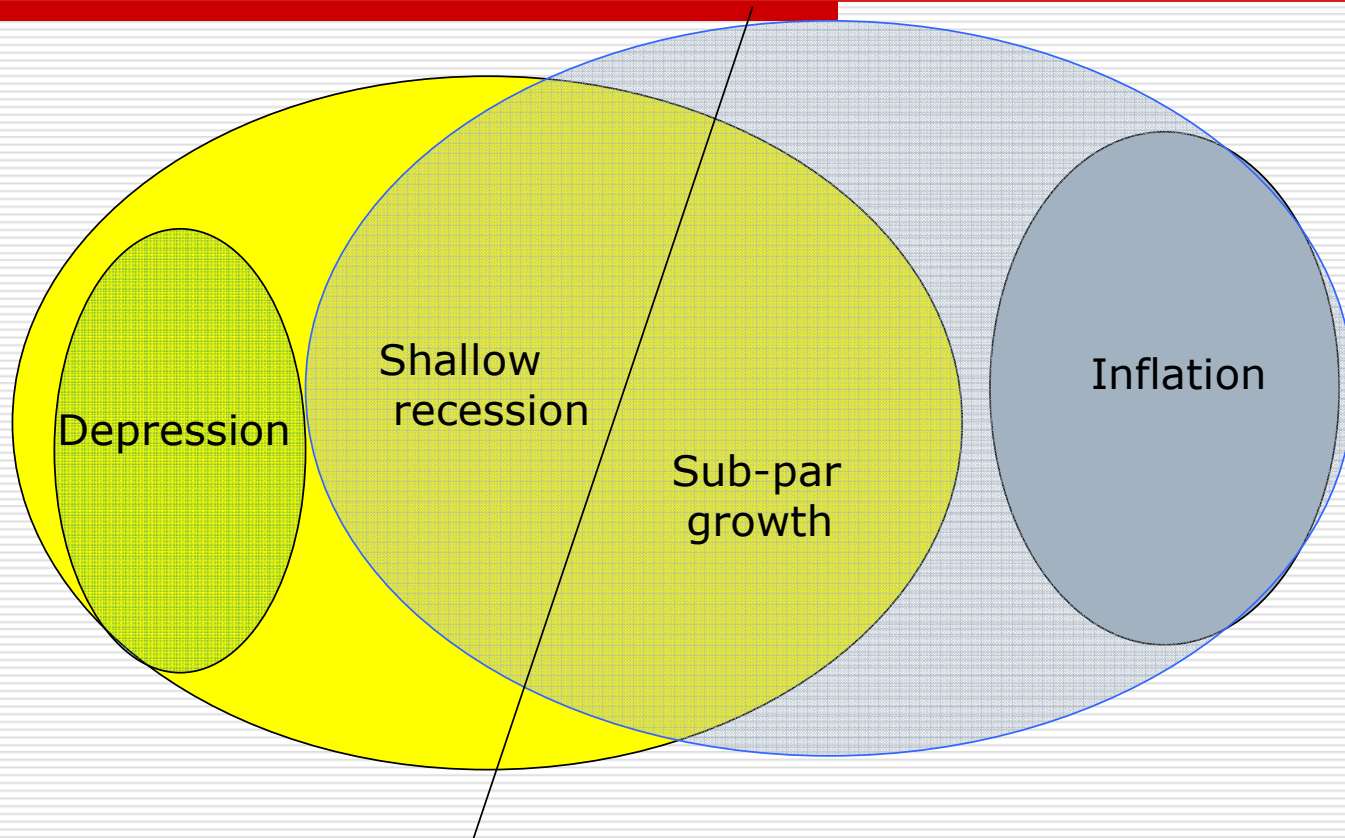 Shallow
recession
Depression
Sub-par
growth
Inflation